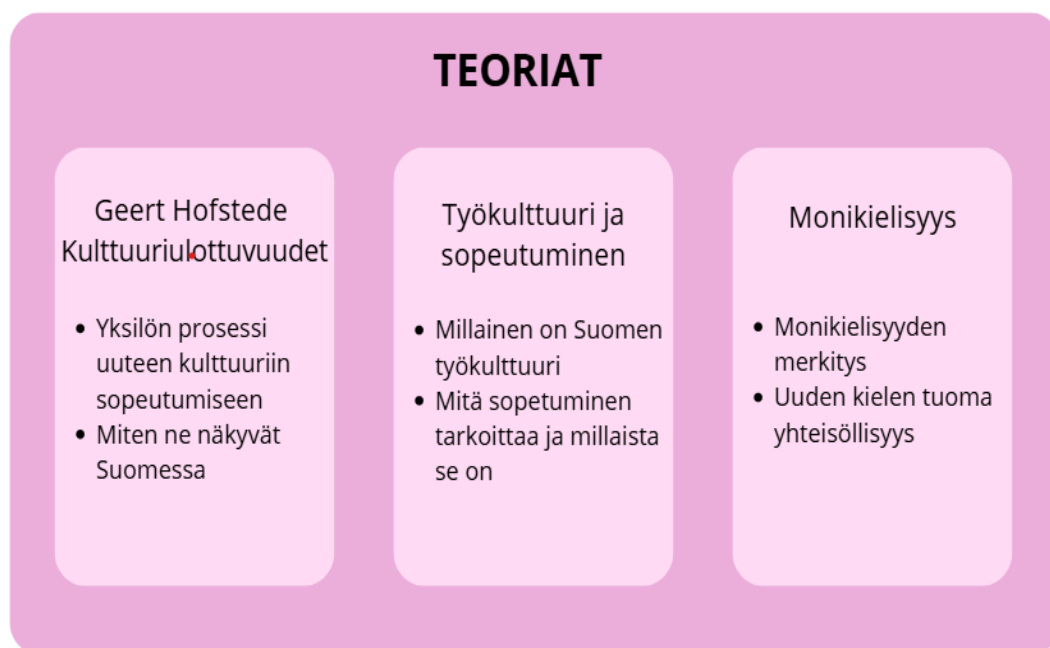 TEORIAT
Geert Hofstede
Kulttuuriulottuvuudet
• Yksilön prosessi
uuteen kulttuuriin
sopeutumiseen
• Miten ne näkyvät
Suomessa
Työkulttuuri ja
sopeutuminen
• Millainen on Suomen
työkulttuuri
• Mitä sopetuminen
tarkoittaa ja millaista
se on
Monikielisyys
• Monikielisyyden
merkitys
• Uuden kielen tuoma
yhteisöllisyys